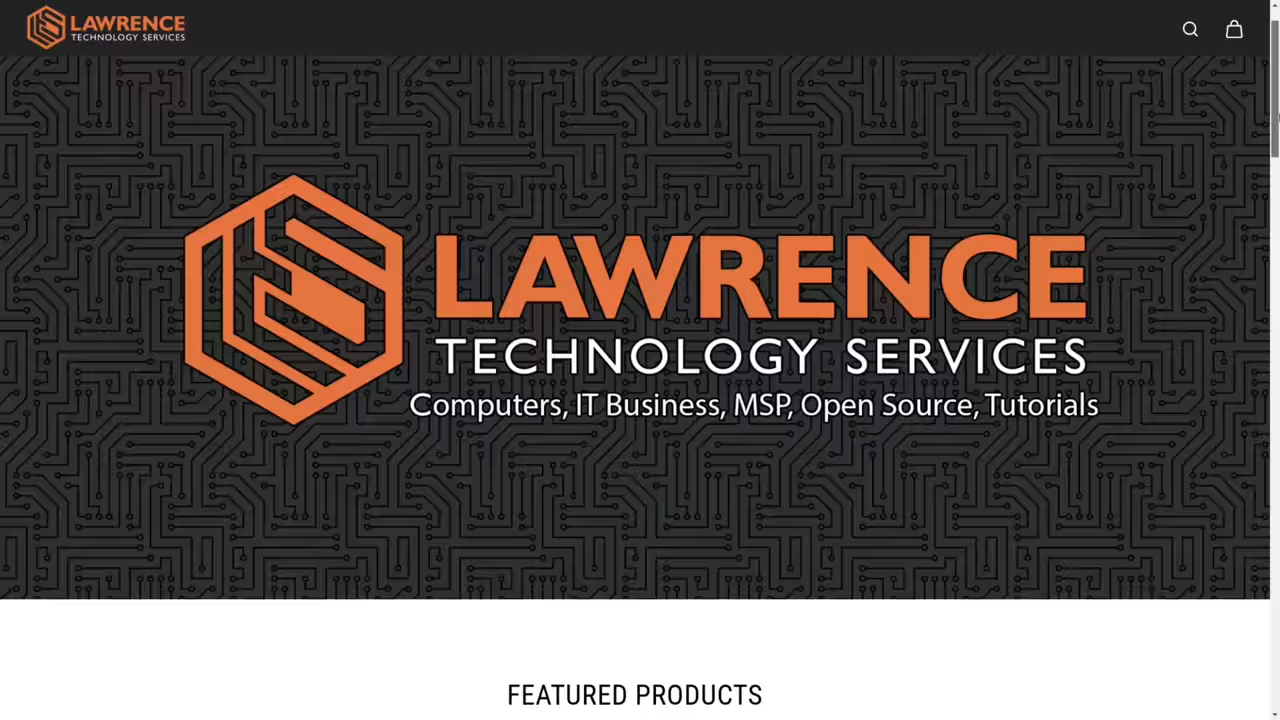 LAWRENCE
TECHNOLOGY SERVICES
LAWRENCE
TECHNOLOGY SERVICES
Computers, IT Business, MSP, Open Source, Tutorials
FEATURED PRODUCTS